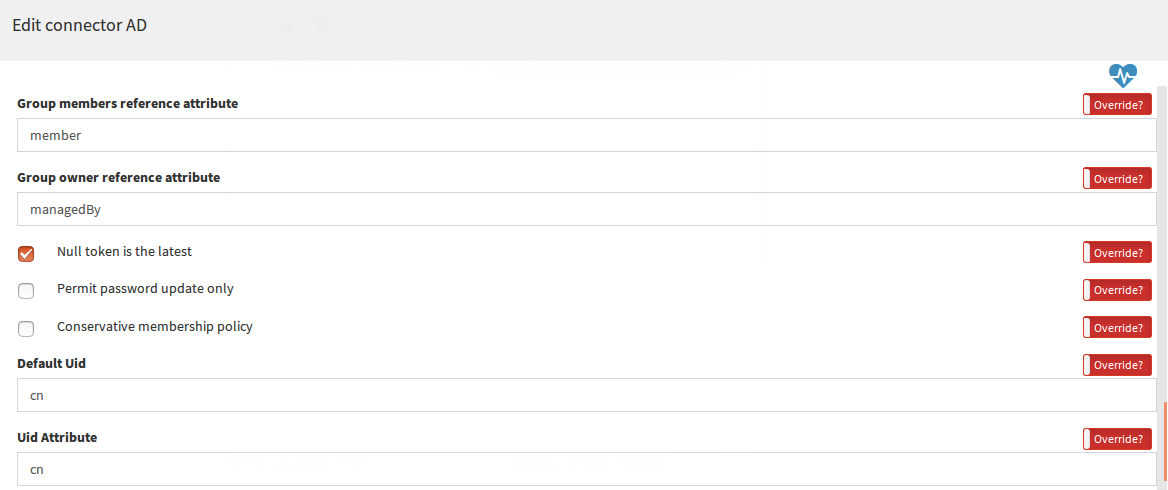 Edit connector AD
Group members reference attribute
Override?
member
Group owner reference attribute
Override?
managedBy
Null token is the latest
Override?
Permit password update only
Override?
Conservative membership policy
Override?
Default Uid
Override?
cn
Uid Attribute
Override?
cn